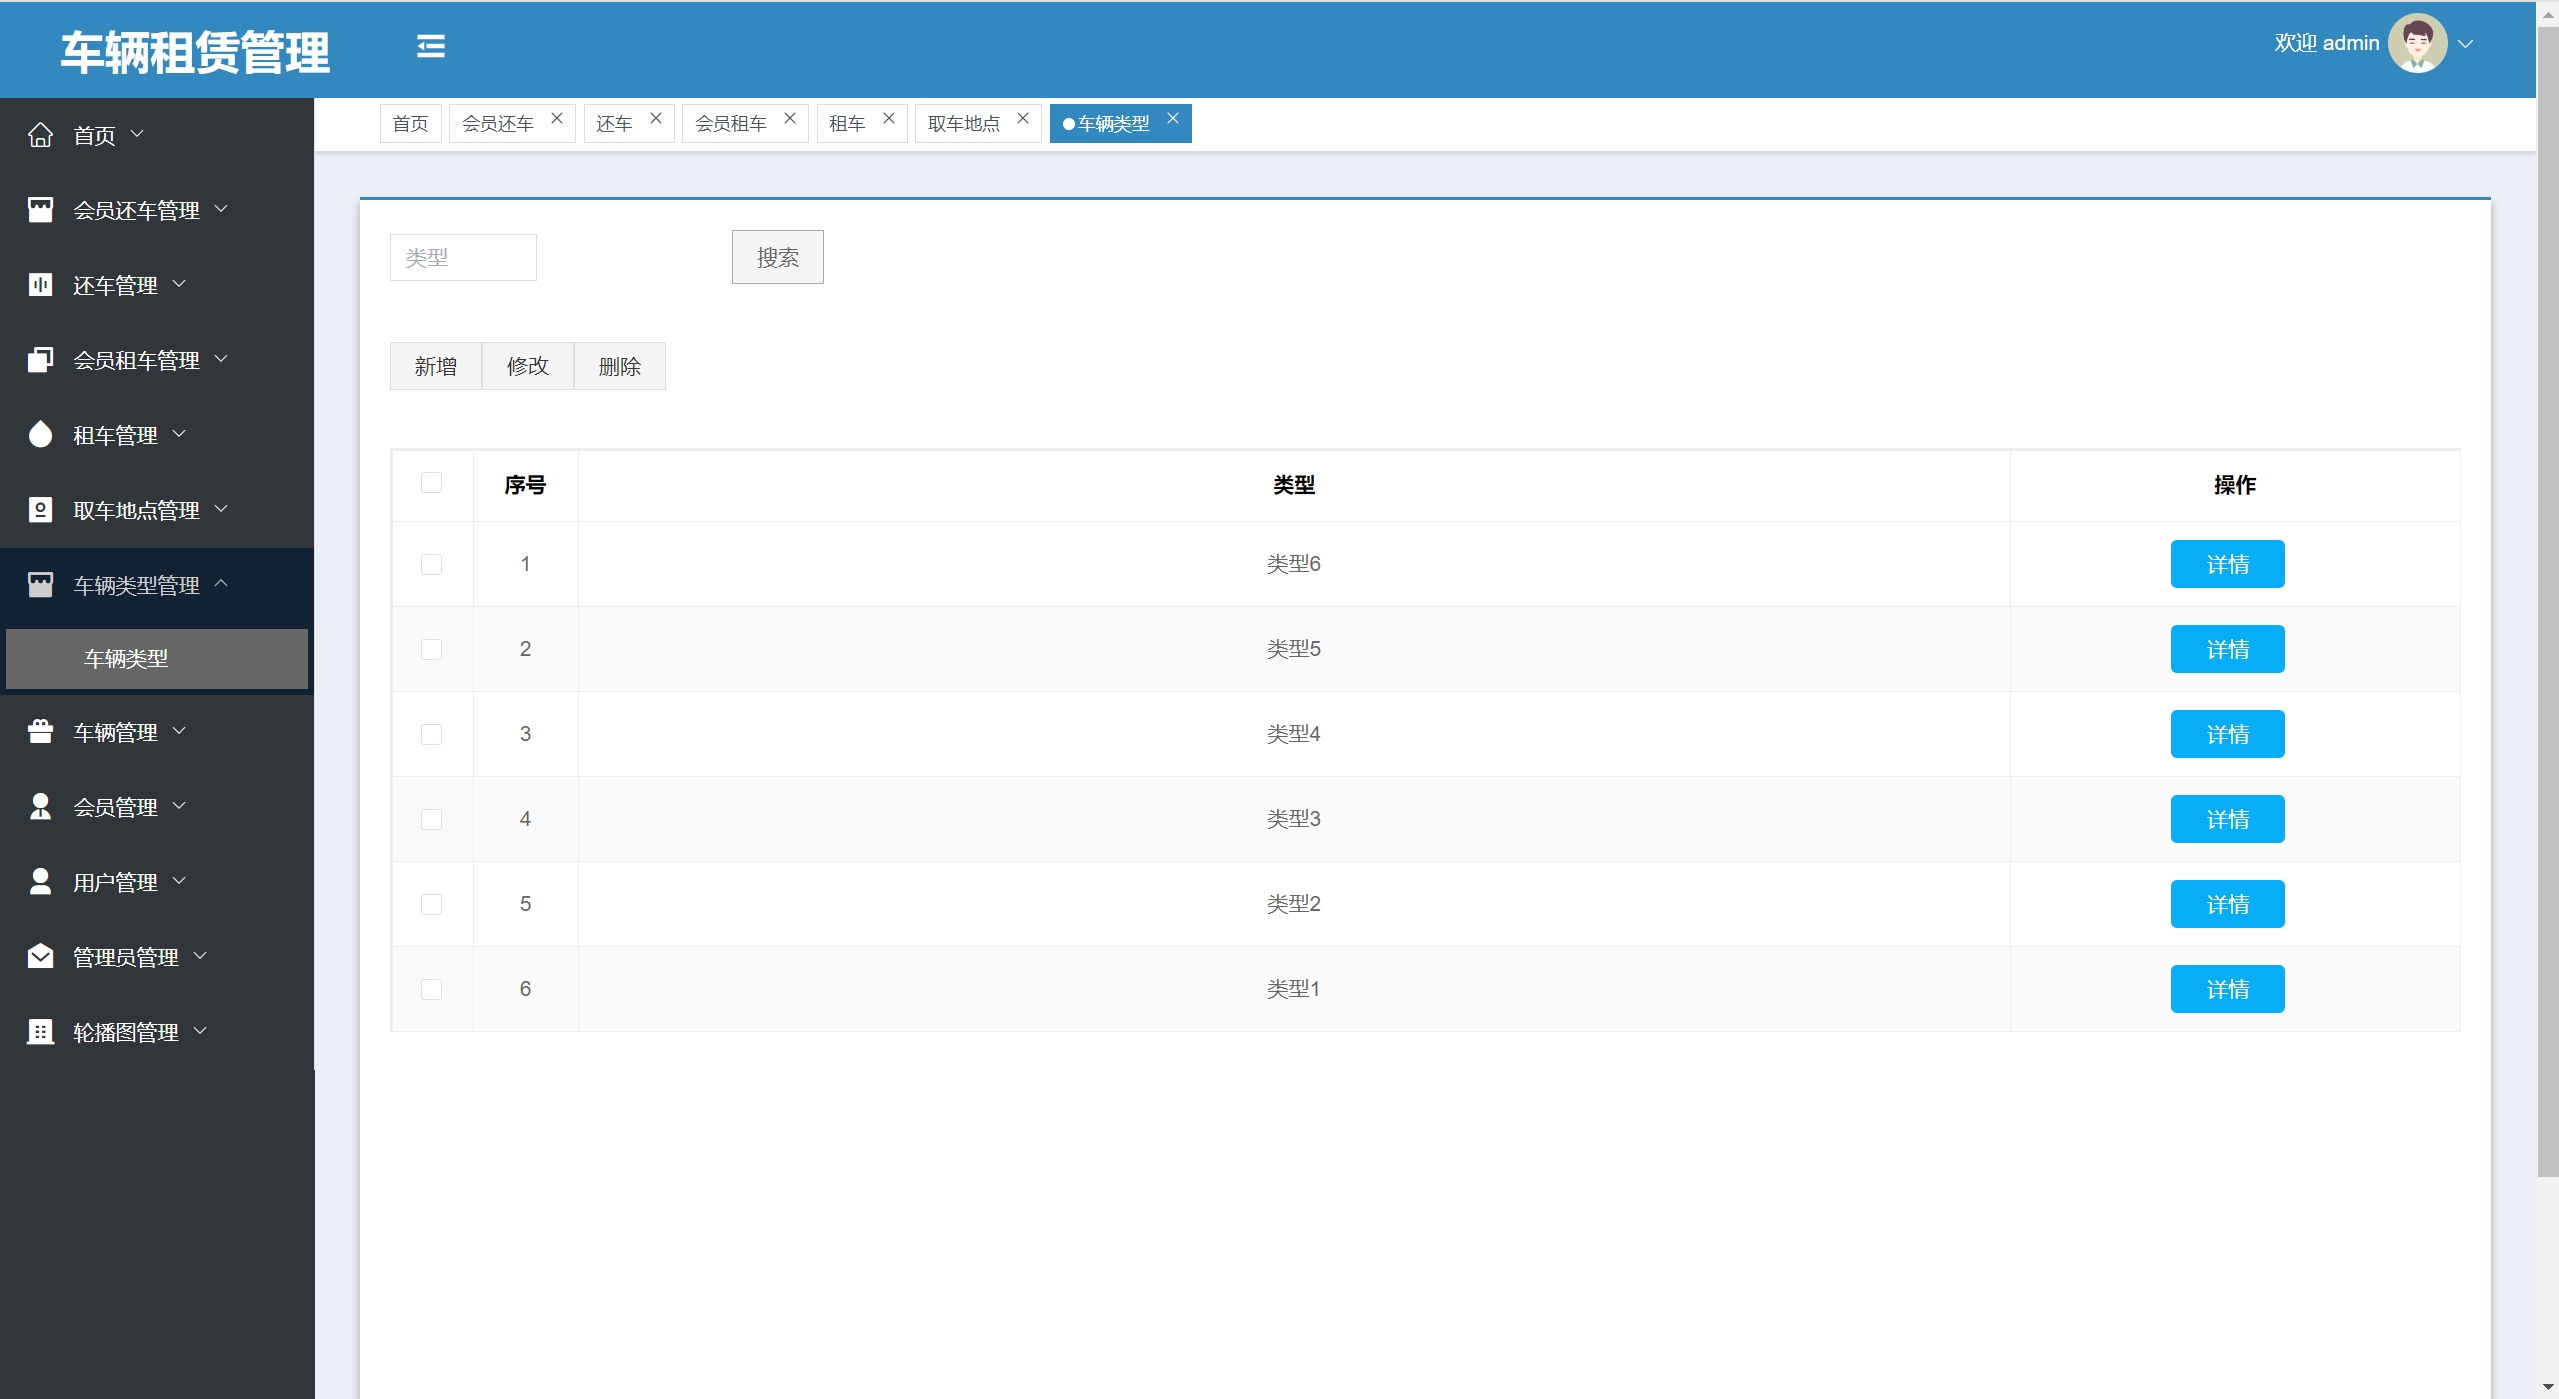 车辆租赁管理
欢迎 admin
首页
会员还车管理
还车管理
会员租车管理
租车管理
取车地点管理
车辆类型管理
车辆类型
车辆管理
会员管理
用户管理
管理员管理
轮播图管理
首页 会员还车 还车 会员租车 租车 取车地点 车辆类型
类型 搜索
新增 修改 删除
序号 类型 操作
1 类型6 详情
2 类型5 详情
3 类型4 详情
4 类型3 详情
5 类型2 详情
6 类型1 详情